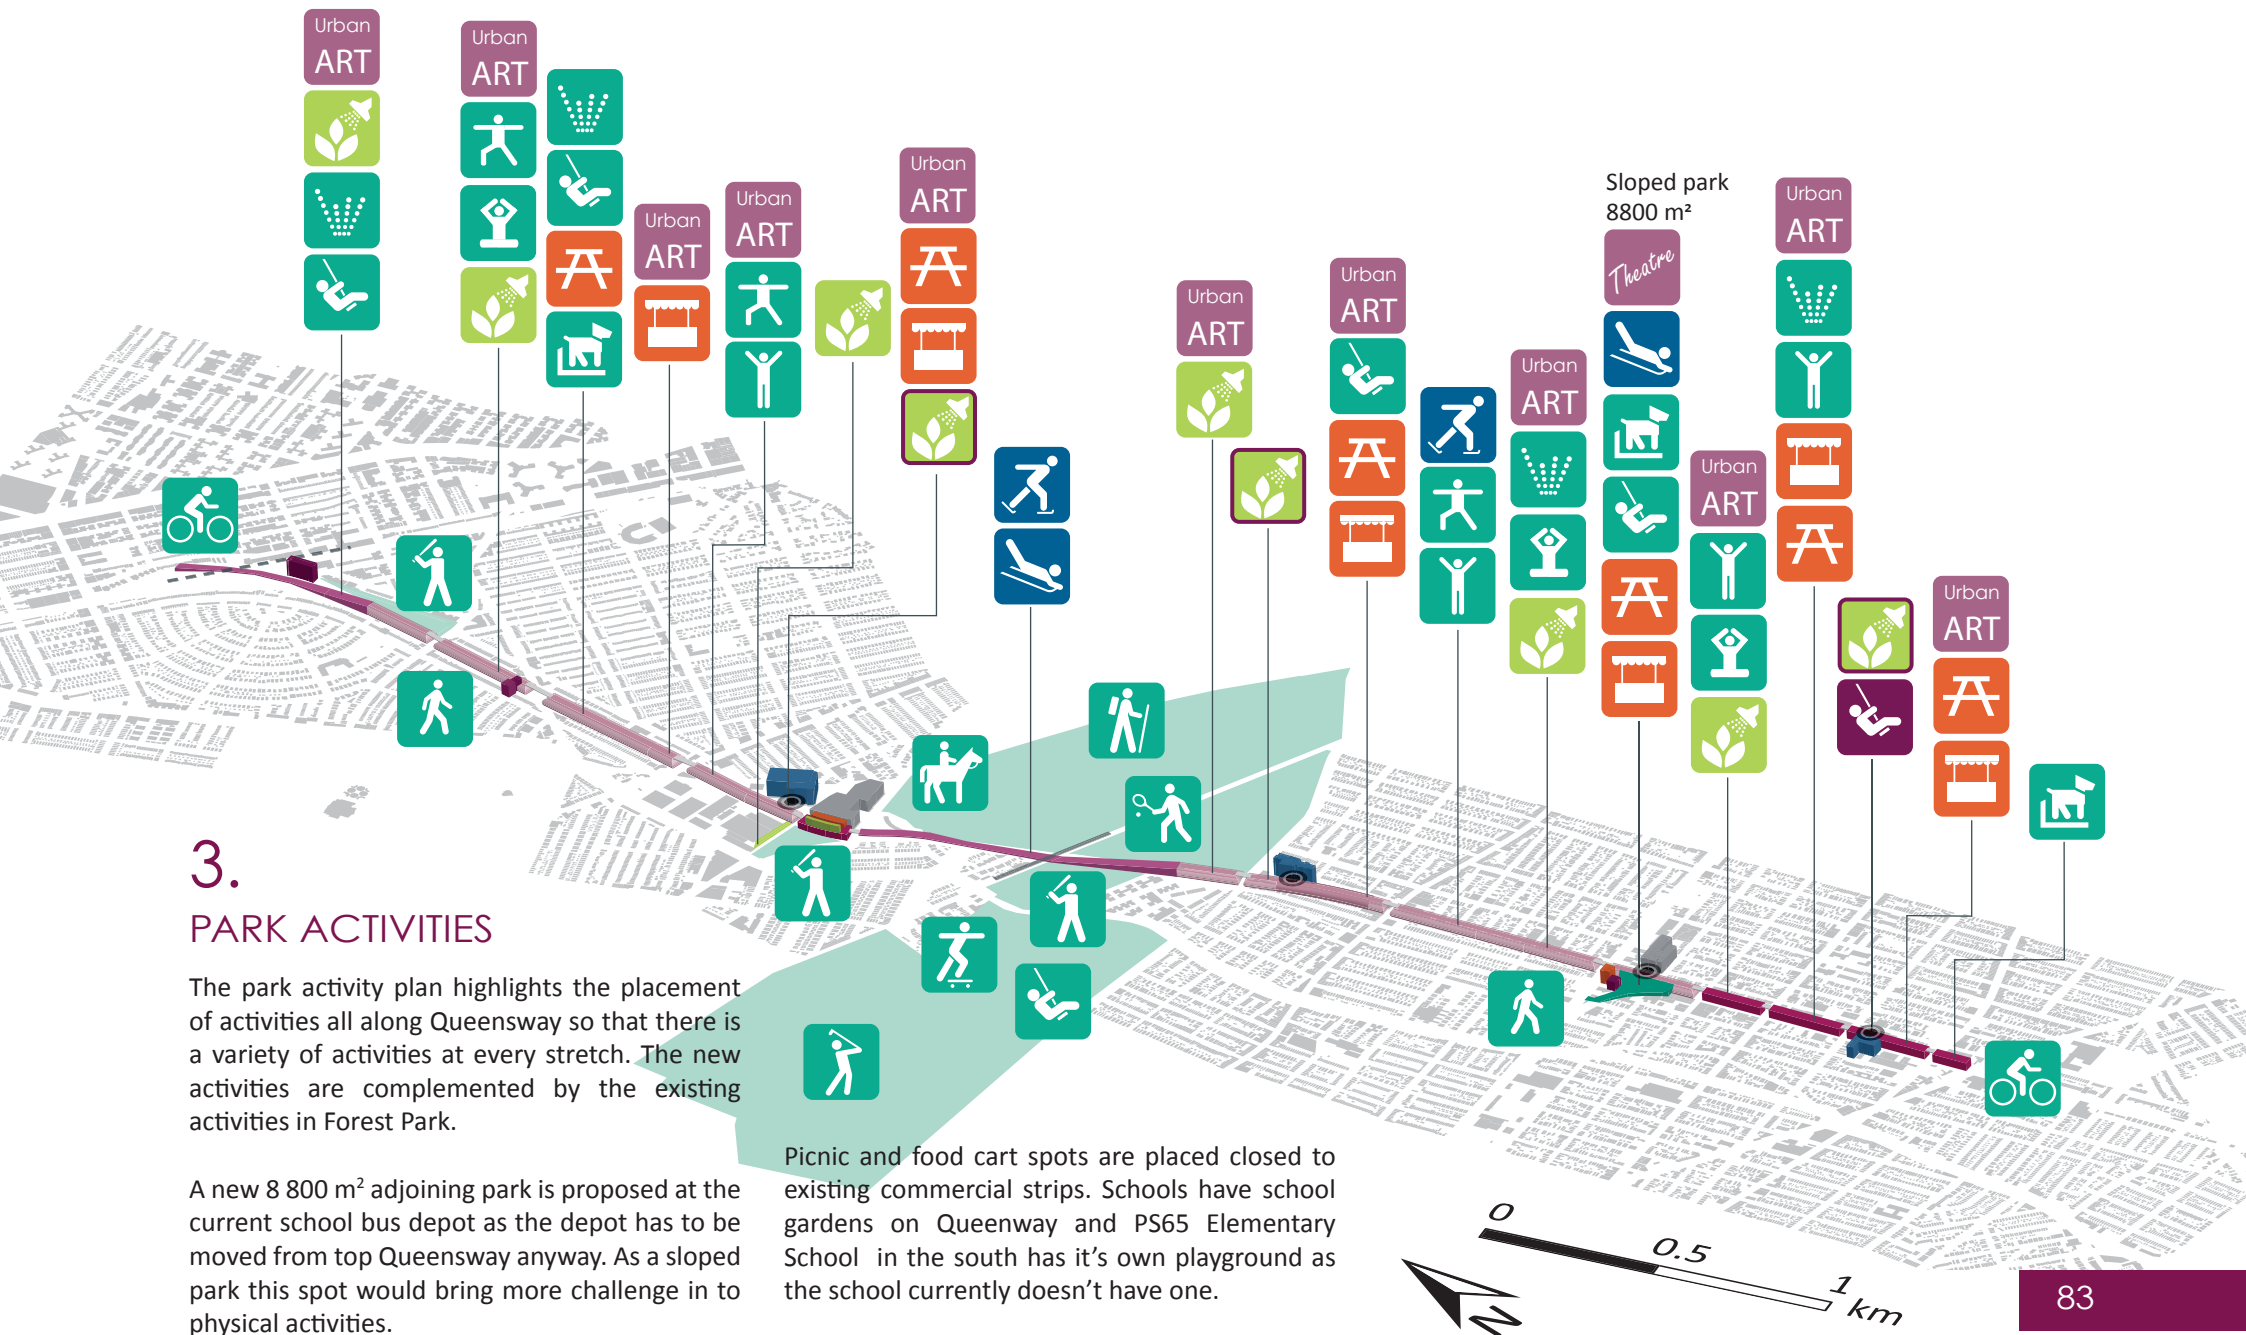 Urban
ART
Urban
ART
Urban
ART
Urban
ART
Urban
ART
Urban
ART
Urban
ART
Urban
ART
Sloped park
8800 m²
Theatre
Urban
ART
Urban
ART
Urban
ART
3.
PARK ACTIVITIES
The park activity plan highlights the placement
of activities all along Queensway so that there is
a variety of activities at every stretch. The new
activities are complemented by the existing
activities in Forest Park.
A new 8 800 m² adjoining park is proposed at the
current school bus depot as the depot has to be
moved from top Queensway anyway. As a sloped
park this spot would bring more challenge in to
physical activities.
Picnic and food cart spots are placed closed to
existing commercial strips. Schools have school
gardens on Queenway and PS65 Elementary
School in the south has it's own playground as
the school currently doesn't have one.
0
0.5
1
km
N
83